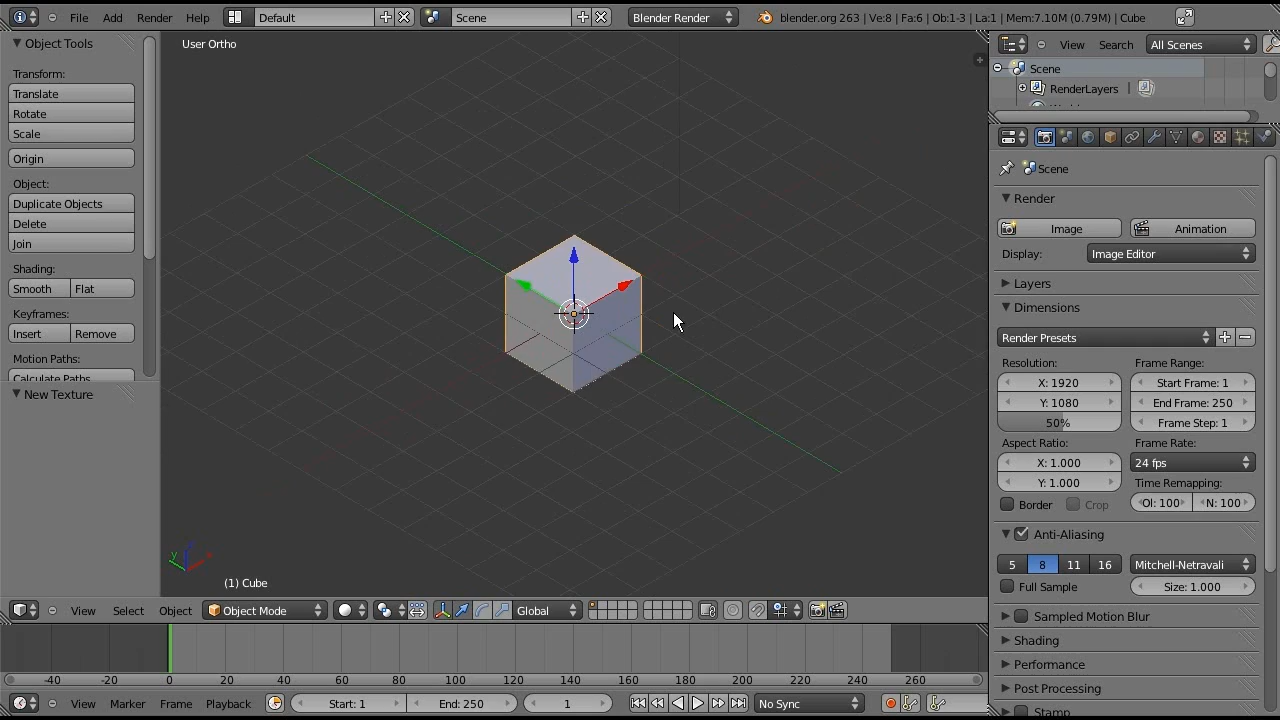 File Add Render Help Default Scene Blender Render blender.org 263 | Ve:8 | Fa:6 | Ob:1-3 | La:1 | Mem:7.10M (0.79M) | Cube
Object Tools
Transform:
Translate
Rotate
Scale
Origin
Object:
Duplicate Objects
Delete
Join
Shading:
Smooth Flat
Keyframes:
Insert Remove
Motion Paths:
Calculate Paths
New Texture
User Ortho
z
y x
(1) Cube
View Search All Scenes
Scene
RenderLayers
Scene
Render
Image Animation
Display: Image Editor
Layers
Dimensions
Render Presets
Resolution: Frame Range:
X: 1920 Start Frame: 1
Y: 1080 End Frame: 250
50% Frame Step: 1
Aspect Ratio: Frame Rate:
X: 1.000 24 fps
Y: 1.000 Time Remapping:
Border Crop Ol: 100 N: 100
Anti-Aliasing
5 8 11 16 Mitchell-Netravali
Full Sample Size: 1.000
Sampled Motion Blur
Shading
Performance
Post Processing
Stamp
View Select Object Object Mode Global
-40 -20 0 20 40 60 80 100 120 140 160 180 200 220 240 260
View Marker Frame Playback Start: 1 End: 250 1 No Sync